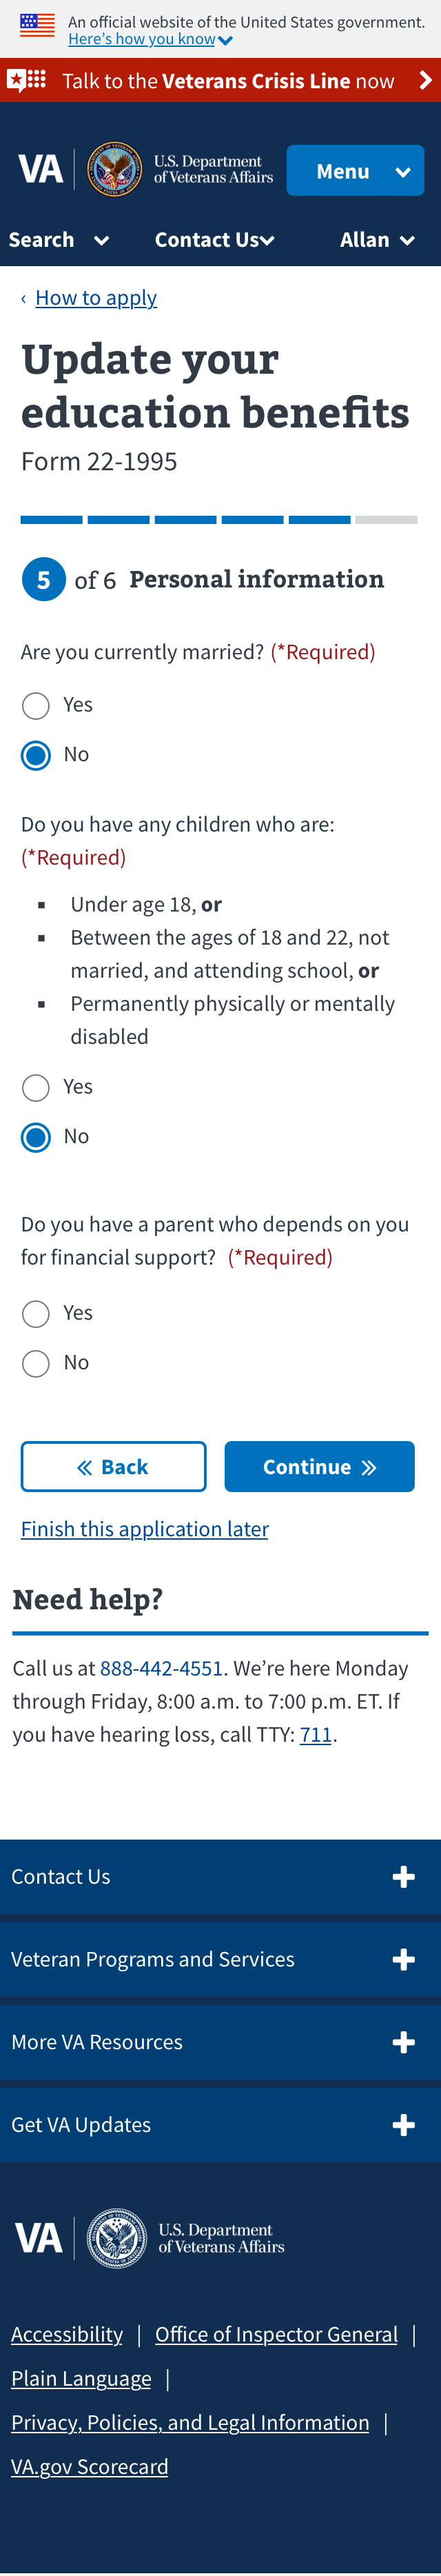 An official website of the United States government.
Here’s how you know
Talk to the Veterans Crisis Line now
VA
U.S. Department
of Veterans Affairs
Menu
Search
Contact Us
Allan
‹ How to apply
Update your
education benefits
Form 22-1995
5 of 6 Personal information
Are you currently married? (*Required)
Yes
No
Do you have any children who are:
(*Required)
Under age 18, or
Between the ages of 18 and 22, not
married, and attending school, or
Permanently physically or mentally
disabled
Yes
No
Do you have a parent who depends on you
for financial support? (*Required)
Yes
No
« Back
Continue »
Finish this application later
Need help?
Call us at 888-442-4551. We’re here Monday
through Friday, 8:00 a.m. to 7:00 p.m. ET. If
you have hearing loss, call TTY: 711.
Contact Us
Veteran Programs and Services
More VA Resources
Get VA Updates
VA
U.S. Department
of Veterans Affairs
Accessibility | Office of Inspector General |
Plain Language |
Privacy, Policies, and Legal Information |
VA.gov Scorecard